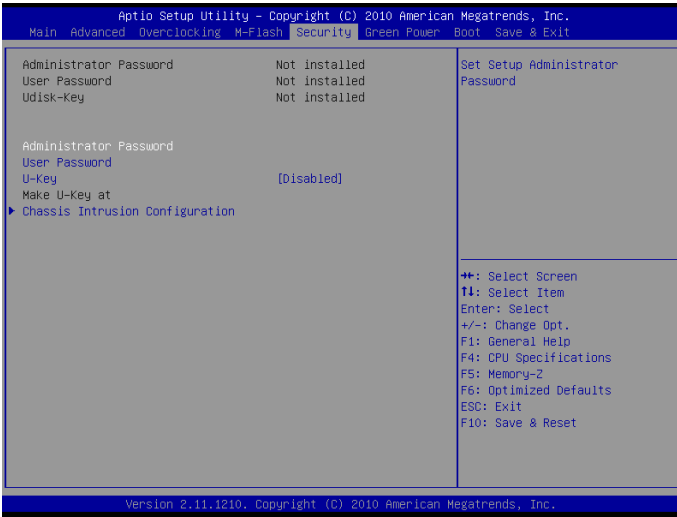 Aptio Setup Utility – Copyright (C) 2010 American Megatrends, Inc.
Main Advanced Overclocking M-Flash Security Green Power Boot Save & Exit
Administrator Password Not installed
User Password Not installed
Udisk-Key Not installed
Administrator Password
User Password
U-Key [Disabled]
Make U-Key at
Chassis Intrusion Configuration
Set Setup Administrator
Password
→←: Select Screen
↑↓: Select Item
Enter: Select
+/-: Change Opt.
F1: General Help
F4: CPU Specifications
F5: Memory-Z
F6: Optimized Defaults
ESC: Exit
F10: Save & Reset
Version 2.11.1210. Copyright (C) 2010 American Megatrends, Inc.